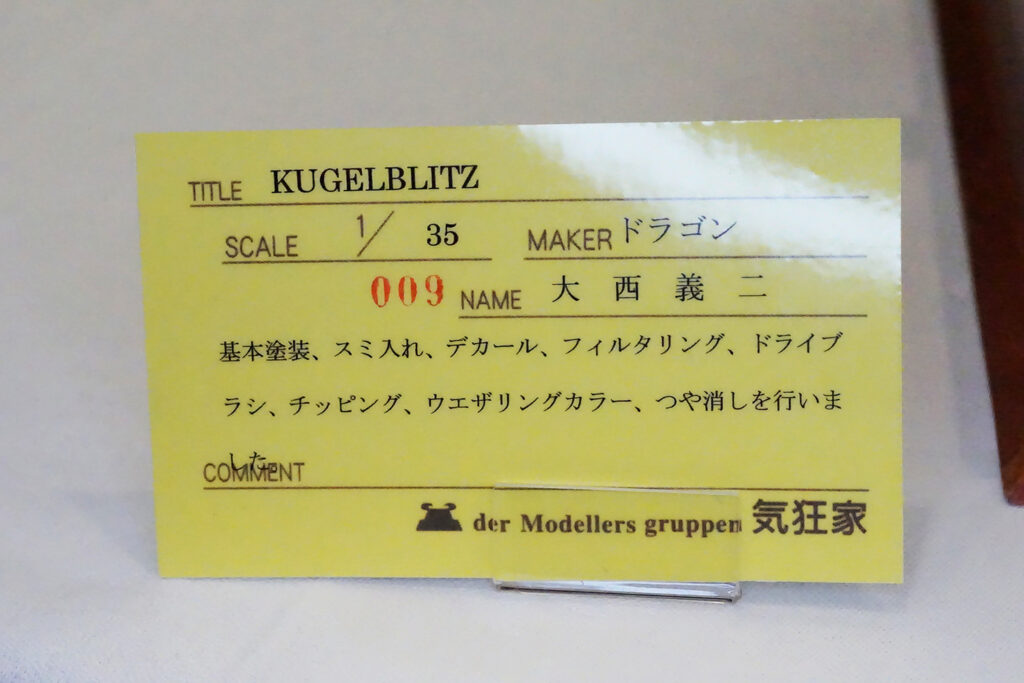 TITLE KUGELBLITZ
SCALE 1/35 MAKER ドラゴン
009 NAME 大西義二
基本塗装、スミ入れ、デカール、フィルタリング、ドライブ
ラシ、チッピング、ウエザリングカラー、つや消しを行いま
した。
COMMENT
der Modellers gruppen 気狂家